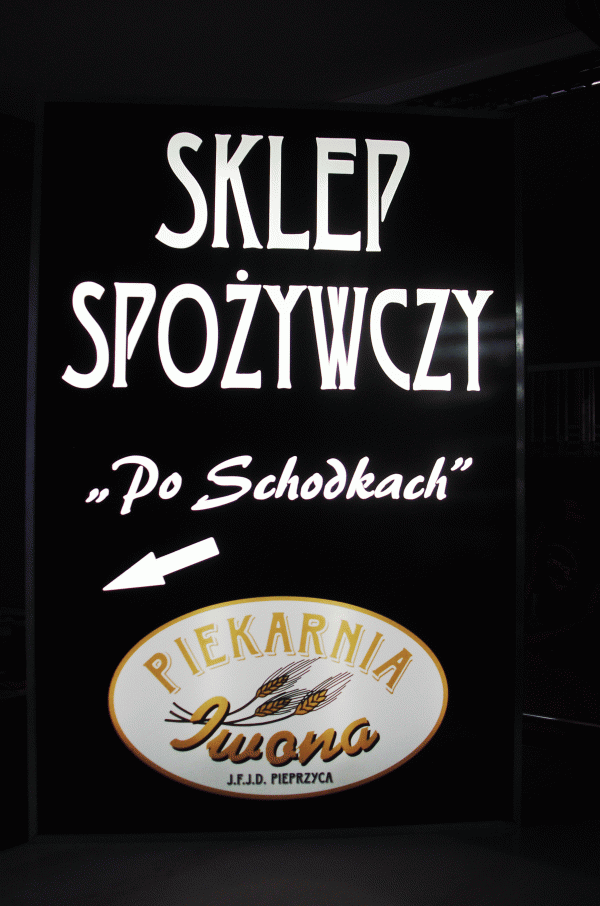 SKLEP
SPOŻYWCZY
„Po Schodkach”
PIEKARNIA
Iwona
J.F.J.D. PIEPRZYCA